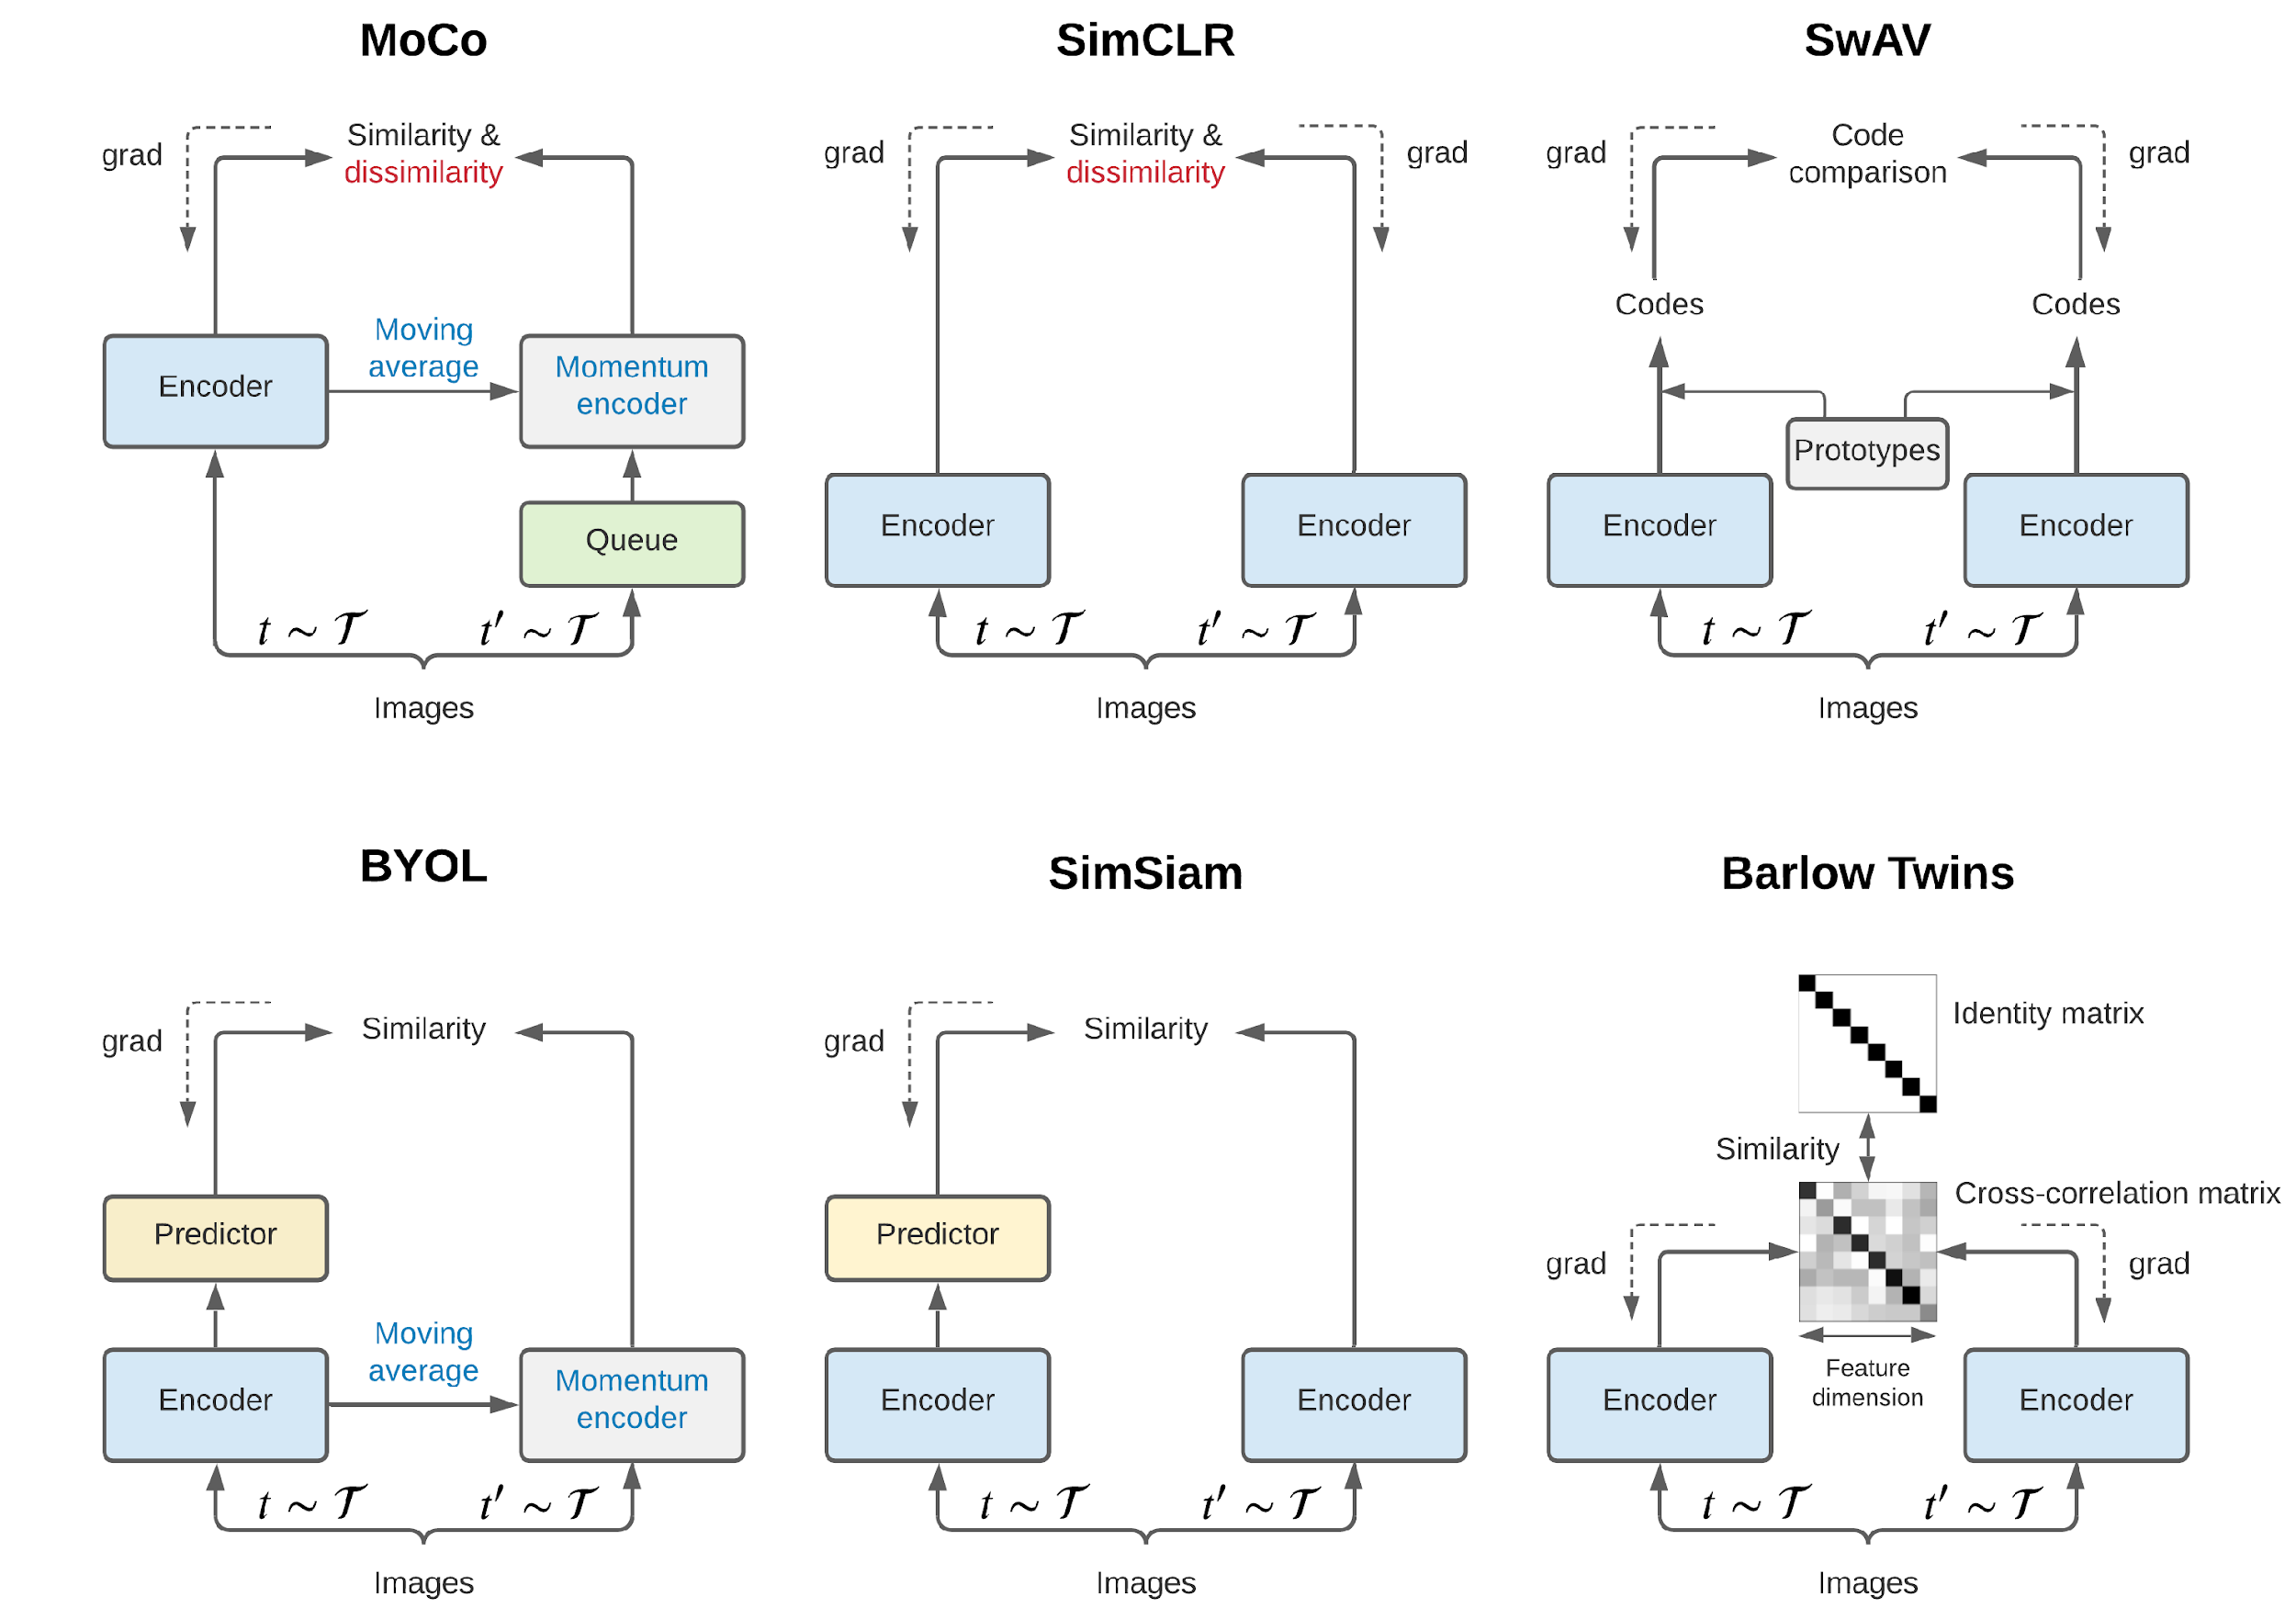 MoCo
grad
Similarity &
dissimilarity
Moving
average
Encoder
Momentum
encoder
Queue
t ∼ 𝒯
t′ ∼ 𝒯
Images
SimCLR
grad
Similarity &
dissimilarity
grad
Encoder
Encoder
t ∼ 𝒯
t′ ∼ 𝒯
Images
SwAV
grad
Code
comparison
grad
Codes
Codes
Prototypes
Encoder
Encoder
t ∼ 𝒯
t′ ∼ 𝒯
Images
BYOL
grad
Similarity
Predictor
Moving
average
Encoder
Momentum
encoder
t ∼ 𝒯
t′ ∼ 𝒯
Images
SimSiam
grad
Similarity
Predictor
Encoder
Encoder
t ∼ 𝒯
t′ ∼ 𝒯
Images
Barlow Twins
Identity matrix
Similarity
Cross-correlation matrix
grad
grad
Feature
dimension
Encoder
Encoder
t ∼ 𝒯
t′ ∼ 𝒯
Images